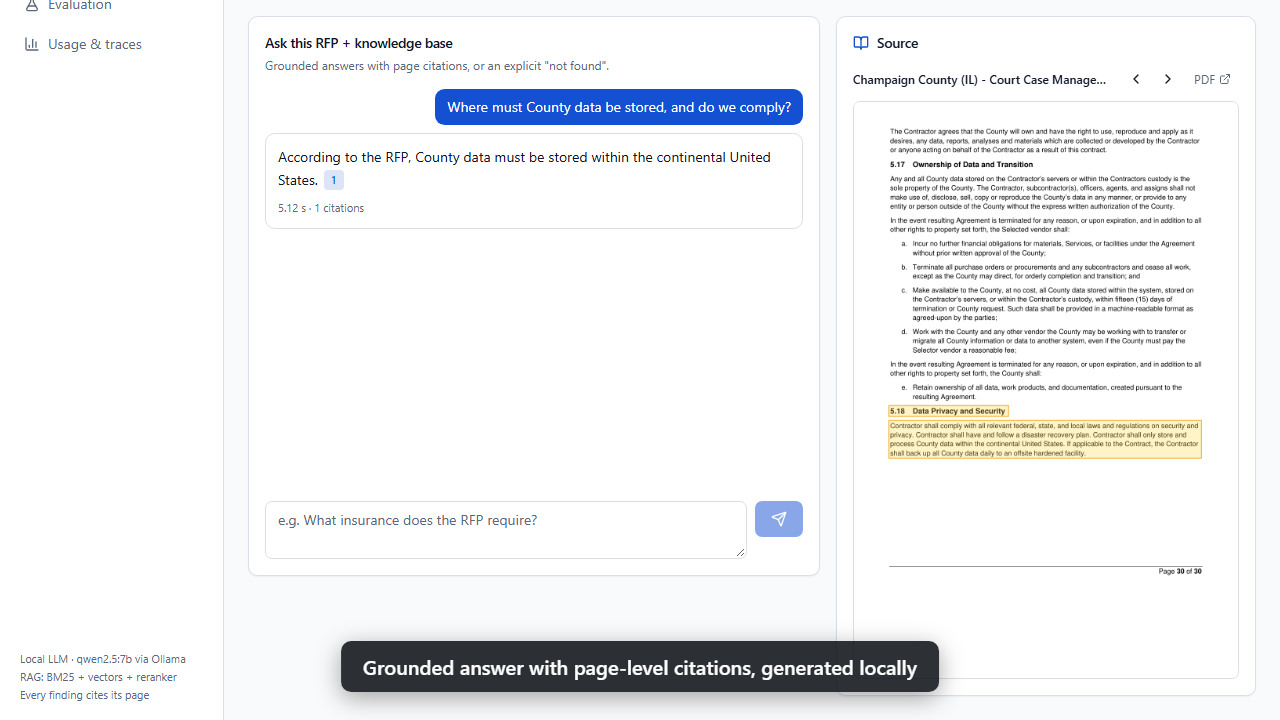 Evaluation
Usage & traces
Local LLM · qwen2.5:7b via Ollama
RAG: BM25 + vectors + reranker
Every finding cites its page
Ask this RFP + knowledge base
Grounded answers with page citations, or an explicit "not found".
Where must County data be stored, and do we comply?
According to the RFP, County data must be stored within the continental United
States. 1
5.12 s · 1 citations
e.g. What insurance does the RFP require?
Source
Champaign County (IL) - Court Case Manage...
PDF
The Contractor agrees that the County will own and have the right to use, reproduce and apply as it
desires, any data, reports, analyses and materials which are collected or developed by the Contractor
or anyone acting on behalf of the Contractor as a result of this contract.
5.17 Ownership of Data and Transition
Any and all County data stored on the Contractor's servers or within the Contractors custody is the
sole property of the County. The Contractor, subcontractor(s), officers, agents, and assigns shall not
make use of, disclose, sell, copy or reproduce the County's data in any manner, or provide to any
entity or person outside of the County without the express written authorization of the County.
In the event resulting Agreement is terminated for any reason, or upon expiration, and in addition to all
other rights to property set forth, the Selected vendor shall:
a. Incur no further financial obligations for materials, Services, or facilities under the Agreement
without prior written approval of the County;
b. Terminate all purchase orders or procurements and any subcontractors and cease all work,
except as the County may direct, for orderly completion and transition; and
c. Make available to the County, at no cost, all County data stored within the system, stored on
the Contractor's servers, or within the Contractor's custody, within fifteen (15) days of
termination or County request. Such data shall be provided in a machine-readable format as
agreed-upon by the parties;
d. Work with the County and any other vendor the County may be working with to transfer or
migrate all County information or data to another system, even if the County must pay the
Selector vendor a reasonable fee;
In the event resulting Agreement is terminated for any reason, or upon expiration, and in addition to all
other rights to property set forth, the County shall:
e. Retain ownership of all data, work products, and documentation, created pursuant to the
resulting Agreement.
5.18 Data Privacy and Security
Contractor shall comply with all relevant federal, state, and local laws and regulations on security and
privacy. Contractor shall have and follow a disaster recovery plan. Contractor shall only store and
process County data within the continental United States. If applicable to the Contract, the Contractor
shall back up all County data daily to an offsite hardened facility.
Page 30 of 30
Grounded answer with page-level citations, generated locally